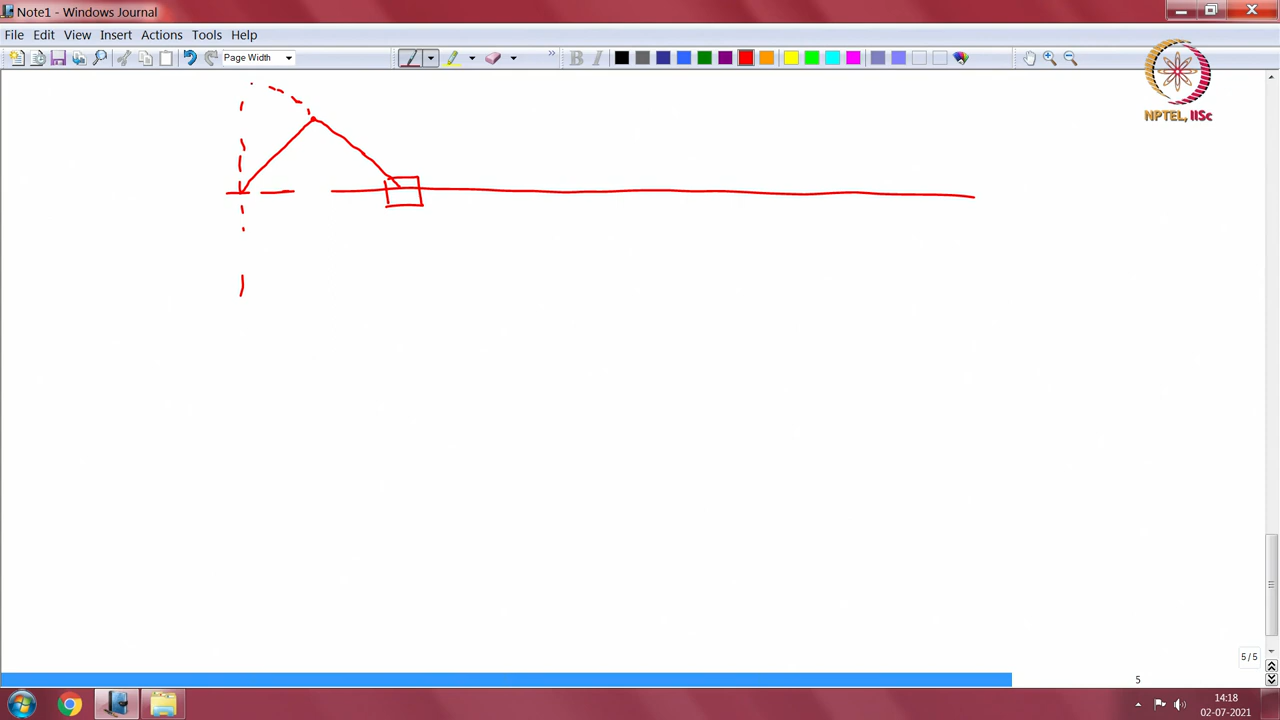 Note1 - Windows Journal
File Edit View Insert Actions Tools Help
Page Width
B I
NPTEL, IISc
5 / 5
5
14:18
02-07-2021